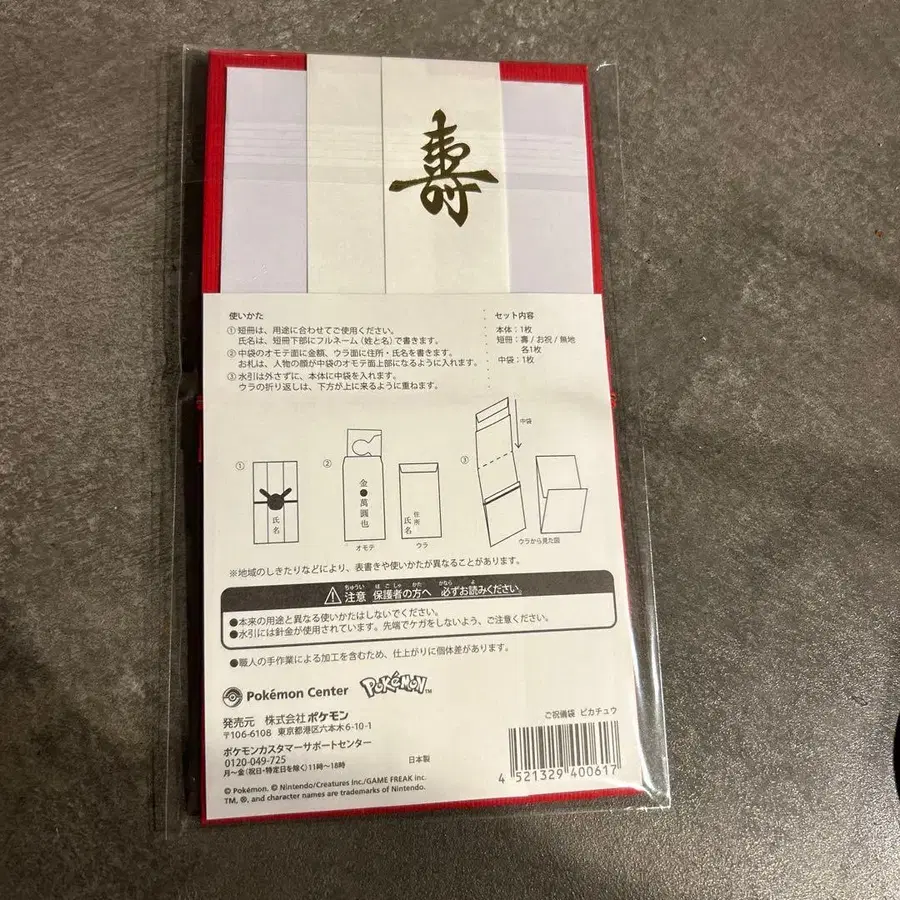 壽
使いかた
① 短冊は、用途に合わせてご使用ください。
氏名は、短冊下部にフルネーム（姓と名）で書きます。
② 中袋のオモテ面に金額、ウラ面に住所・氏名を書きます。
お札は、人物の顔が中袋のオモテ面上部になるように入れます。
③ 水引は外さずに、本体に中袋を入れます。
ウラの折り返しは、下方が上に来るように重ねます。
セット内容
本体：1枚
短冊：壽 / お祝 / 無地
各1枚
中袋：1枚
①
氏名
②
金●萬圓也
オモテ
住所
氏名
ウラ
③
中袋
ウラから見た図
※地域のしきたりなどにより、表書きや使いかたが異なることがあります。
ちゅうい ほごしゃ かた かなら よ
注意 保護者の方へ 必ずお読みください。
●本来の用途と異なる使いかたはしないでください。
●水引には針金が使用されています。先端でケガをしないよう、ご注意ください。
●職人の手作業による加工を含むため、仕上がりに個体差があります。
Pokémon Center POKéMON™
発売元 株式会社ポケモン
〒106-6108 東京都港区六本木6-10-1
ポケモンカスタマーサポートセンター
0120-049-725
月～金（祝日・特定日を除く）11時～18時
日本製
ご祝儀袋 ピカチュウ
4 521329 400617
© Pokémon. © Nintendo/Creatures inc./GAME FREAK inc.
TM, ®, and character names are trademarks of Nintendo.